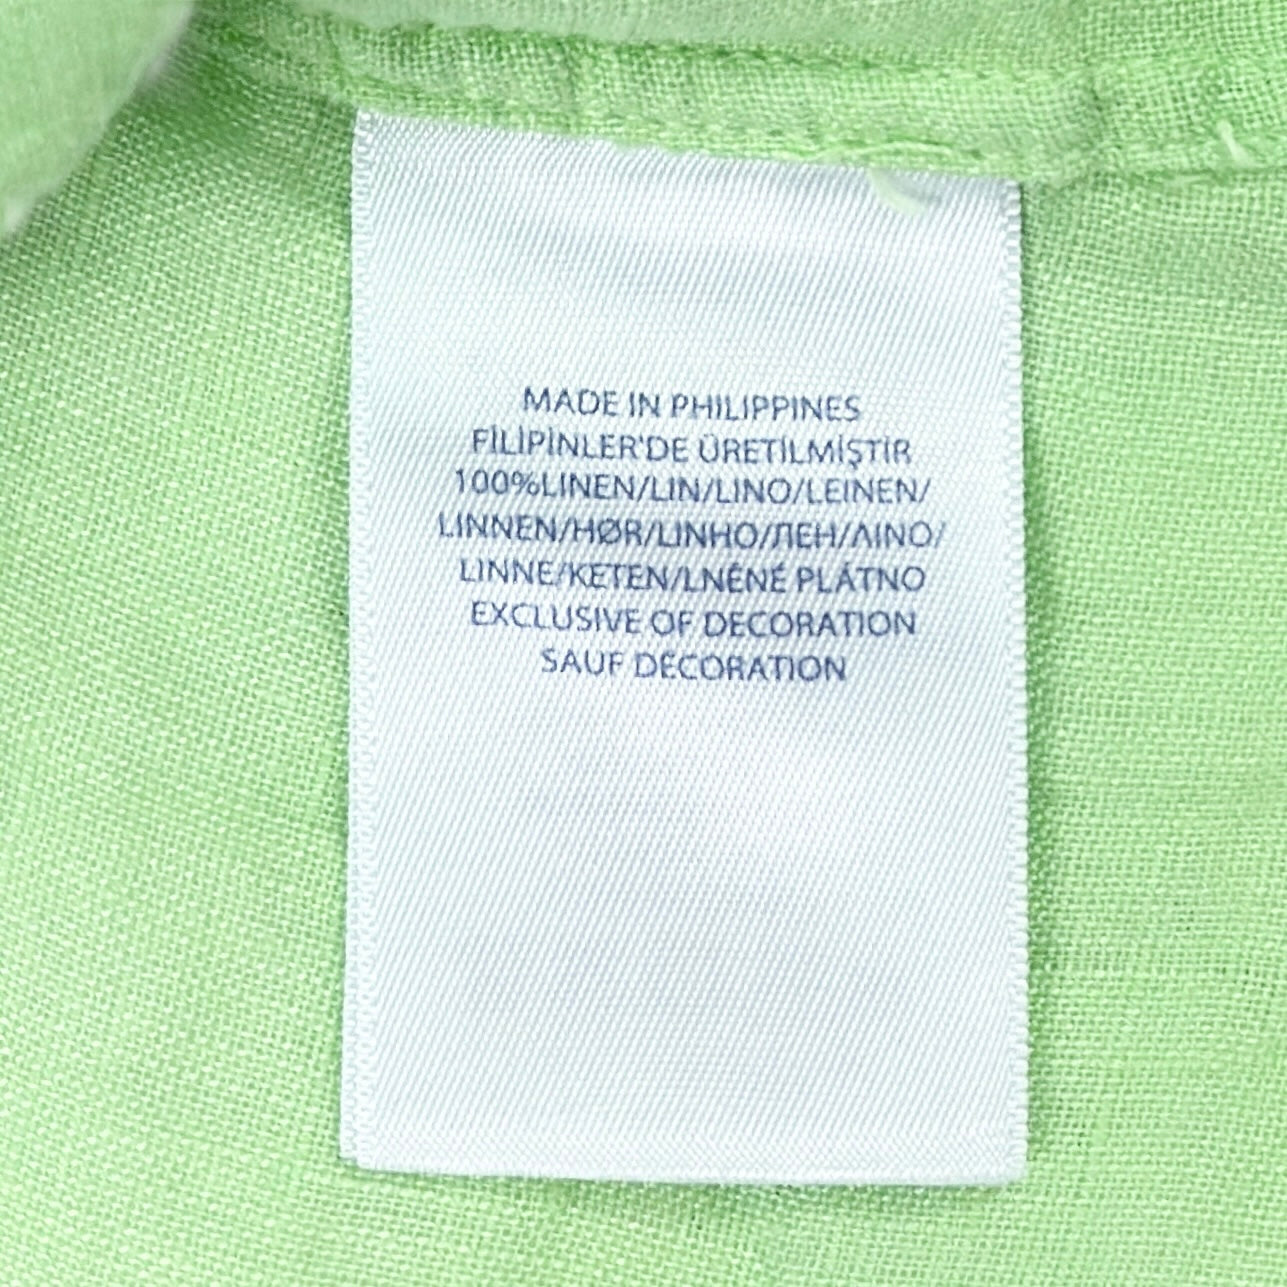 MADE IN PHILIPPINES
FİLİPİNLER'DE ÜRETİLMİŞTİR
100%LINEN/LIN/LINO/LEINEN/
LINNEN/HØR/LINHO/ЛЕН/ΛΙΝΟ/
LINNE/KETEN/LNĚNÉ PLÁTNO
EXCLUSIVE OF DECORATION
SAUF DÉCORATION